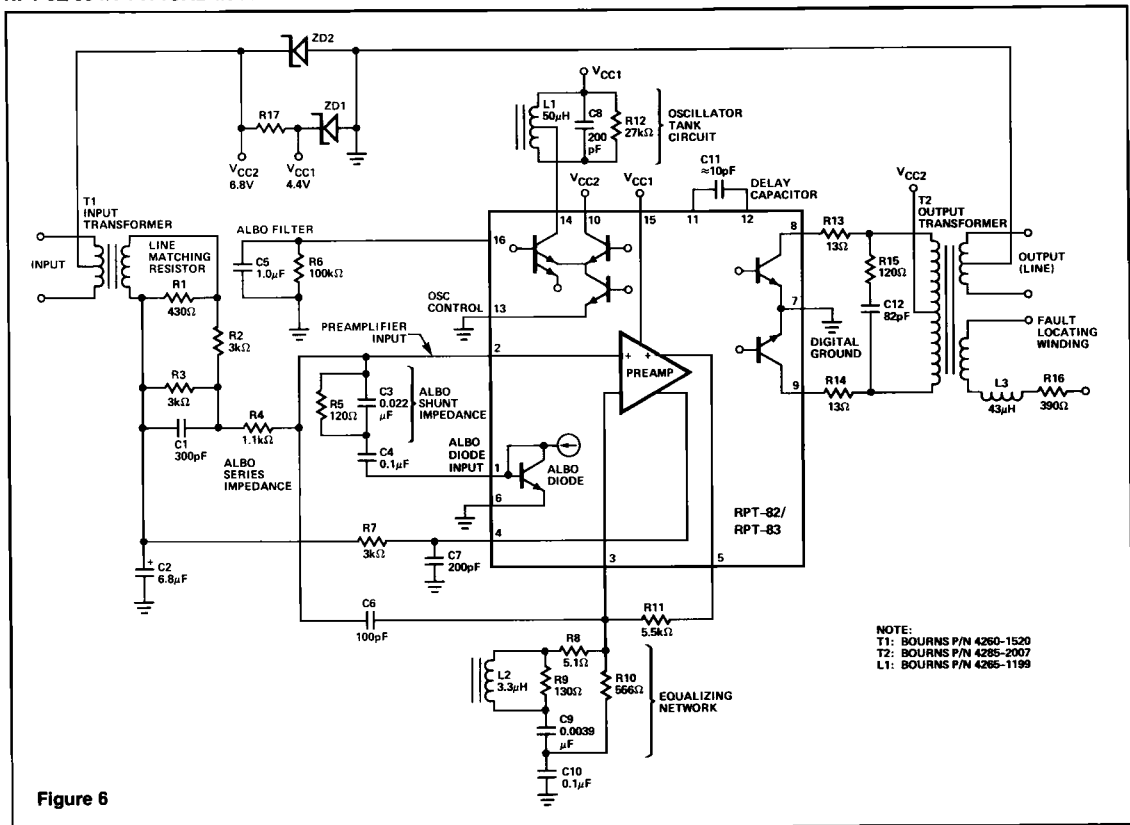 ZD2
R17
ZD1
VCC2
6.8V
VCC1
4.4V
VCC1
L1
50μH
C8
200
pF
R12
27kΩ
OSCILLATOR
TANK
CIRCUIT
VCC2
VCC1
C11
≈10pF
DELAY
CAPACITOR
14
10
15
11
12
T1
INPUT
TRANSFORMER
INPUT
LINE
MATCHING
RESISTOR
R1
430Ω
R2
3kΩ
R3
3kΩ
C1
300pF
R4
1.1kΩ
ALBO
SERIES
IMPEDANCE
ALBO FILTER
C5
1.0μF
R6
100kΩ
16
OSC
CONTROL
13
PREAMPLIFIER
INPUT
2
R5
120Ω
C3
0.022
μF
ALBO
SHUNT
IMPEDANCE
C4
0.1μF
ALBO
DIODE
INPUT
1
ALBO
DIODE
6
4
+ +
PREAMP
−
RPT-82/
RPT-83
3
5
8
7
9
DIGITAL
GROUND
R13
13Ω
R14
13Ω
R15
120Ω
C12
82pF
VCC2
T2
OUTPUT
TRANSFORMER
OUTPUT
(LINE)
FAULT
LOCATING
WINDING
L3
43μH
R16
390Ω
C2
+
6.8μF
R7
3kΩ
C7
200pF
C6
100pF
R11
5.5kΩ
R8
5.1Ω
L2
3.3μH
R9
130Ω
R10
556Ω
EQUALIZING
NETWORK
C9
0.0039
μF
C10
0.1μF
NOTE:
T1: BOURNS P/N 4260-1520
T2: BOURNS P/N 4285-2007
L1: BOURNS P/N 4265-1199
Figure 6